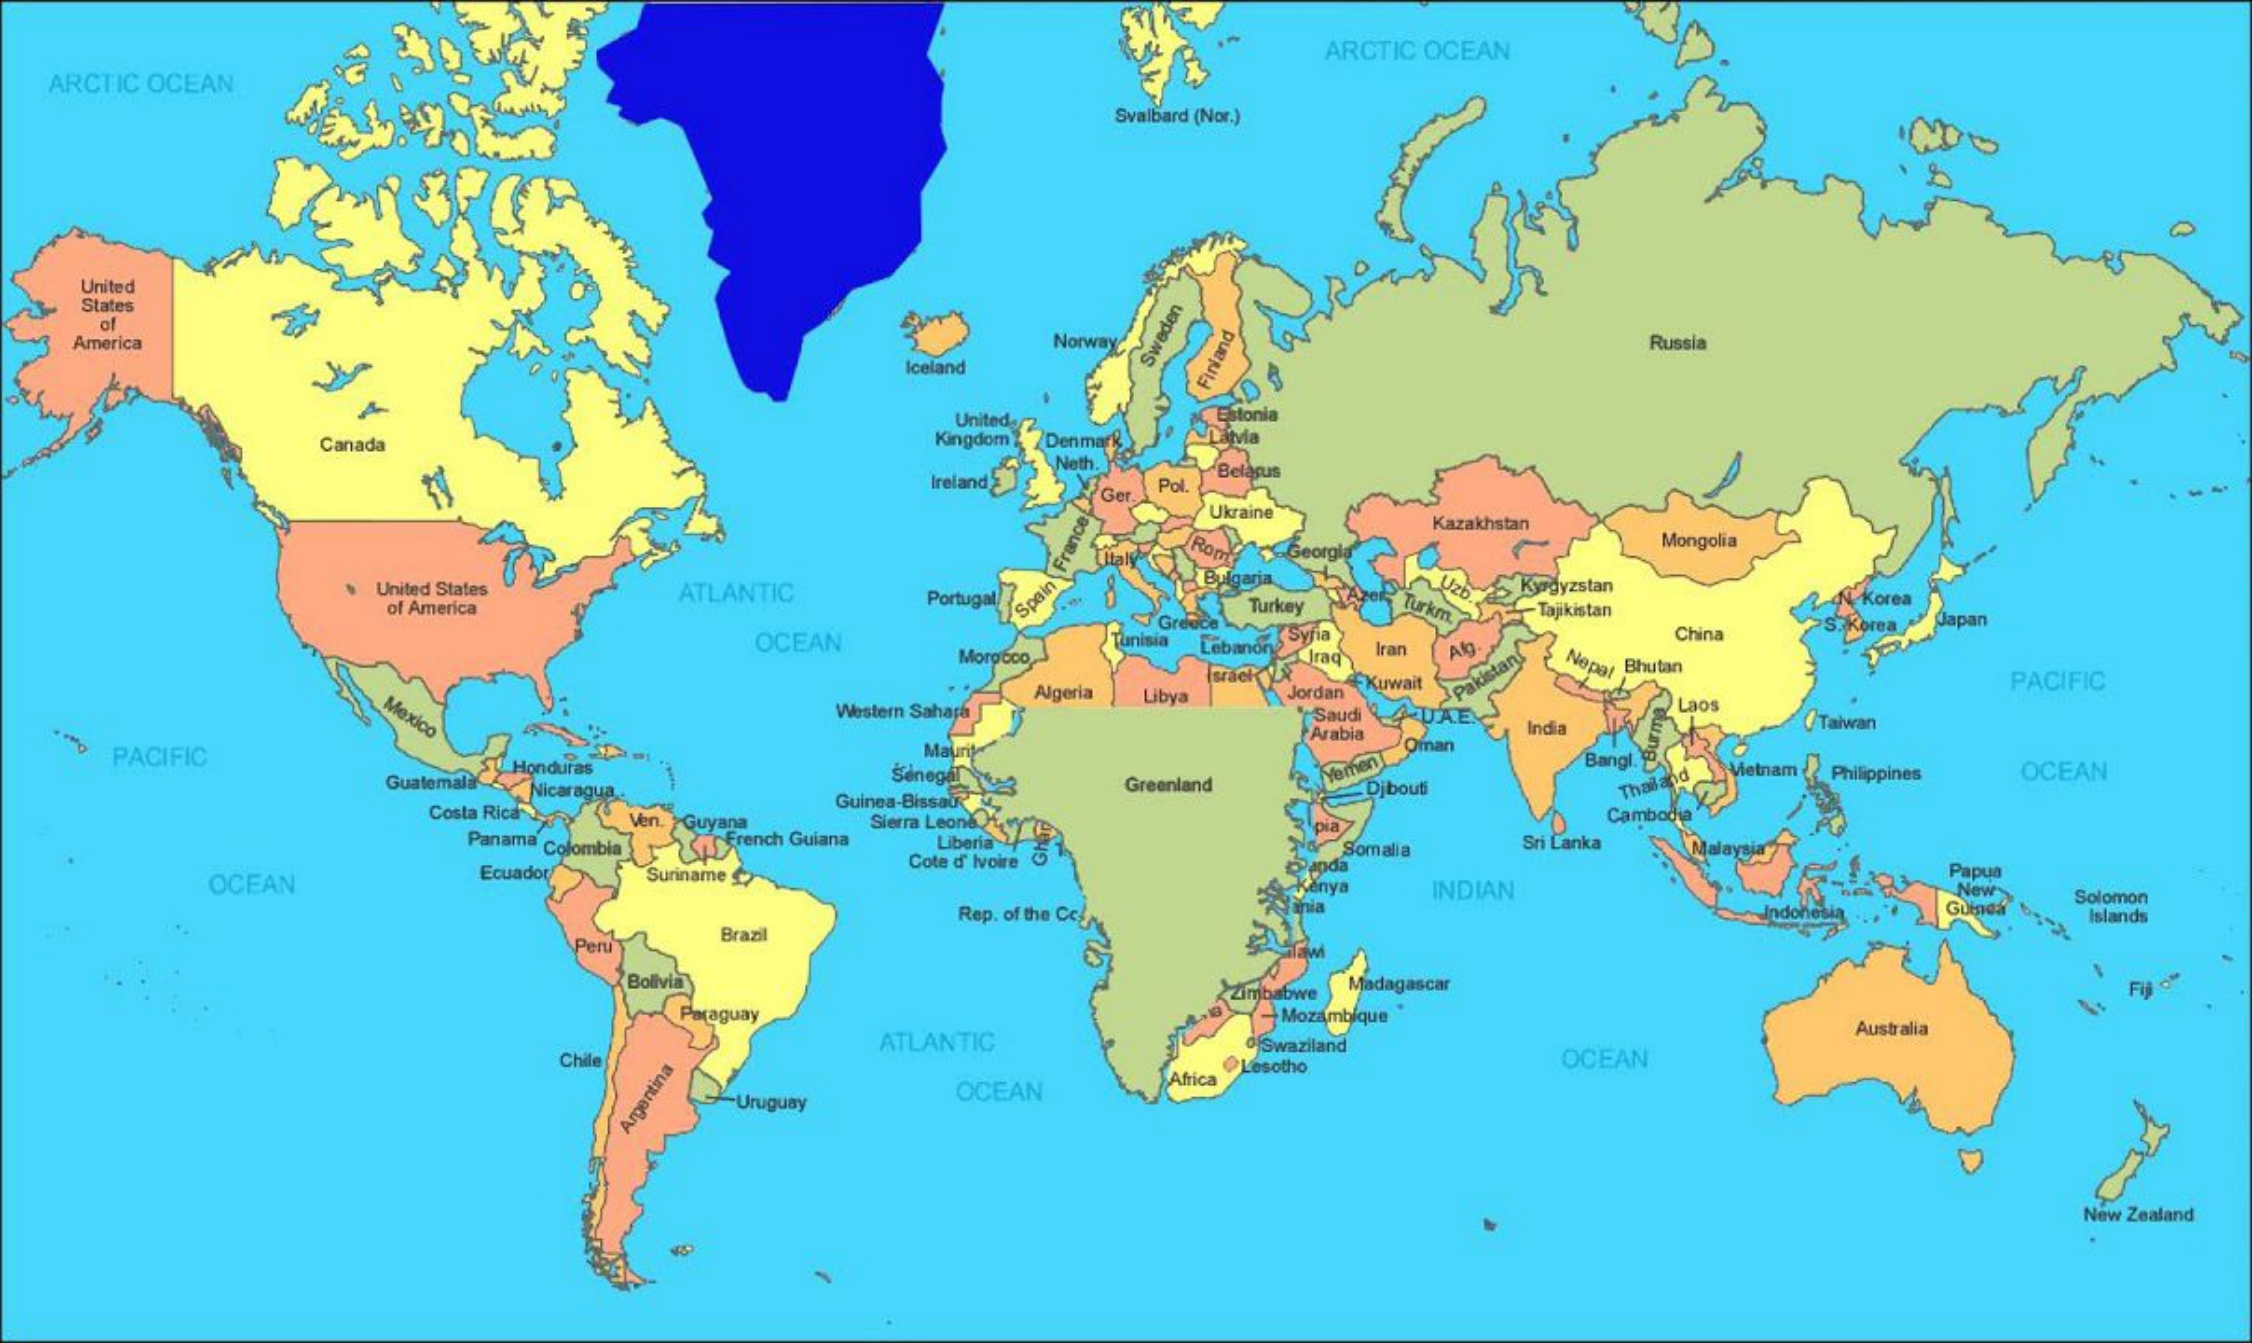 ARCTIC OCEAN
ARCTIC OCEAN
Svalbard (Nor.)
United
States
of
America
Canada
Iceland
Norway
Sweden
Finland
Russia
United
Kingdom
Ireland
Denmark
Neth.
Estonia
Latvia
Belarus
Ger.
Pol.
Ukraine
France
Italy
Rom.
Bulgaria
Georgia
Azer.
Kazakhstan
Mongolia
Uzb.
Turkm.
Kyrgyzstan
Tajikistan
United States
of America
ATLANTIC
OCEAN
Portugal
Spain
Greece
Turkey
China
N. Korea
S. Korea
Japan
Morocco
Tunisia
Lebanon
Syria
Iraq
Iran
Afg.
Pakistan
Nepal
Bhutan
Israel
Jordan
Kuwait
Algeria
Libya
Western Sahara
Saudi
Arabia
U.A.E.
Oman
Yemen
India
Bangl.
Burma
Laos
Taiwan
PACIFIC
OCEAN
Mexico
PACIFIC
OCEAN
Guatemala
Honduras
Nicaragua
Costa Rica
Panama
Ven.
Guyana
French Guiana
Colombia
Suriname
Ecuador
Maurit
Senegal
Guinea-Bissau
Sierra Leone
Liberia
Cote d' Ivoire
Ghan
Greenland
Djibouti
pia
Somalia
nda
Kenya
ania
Rep. of the Co
Thailand
Vietnam
Cambodia
Philippines
Sri Lanka
Malaysia
Indonesia
Papua
New
Guinea
Solomon
Islands
INDIAN
OCEAN
Brazil
Peru
Bolivia
Paraguay
Chile
Argentina
Uruguay
ATLANTIC
OCEAN
lawi
Zimbabwe
Mozambique
Madagascar
Swaziland
Lesotho
Africa
Australia
Fiji
New Zealand